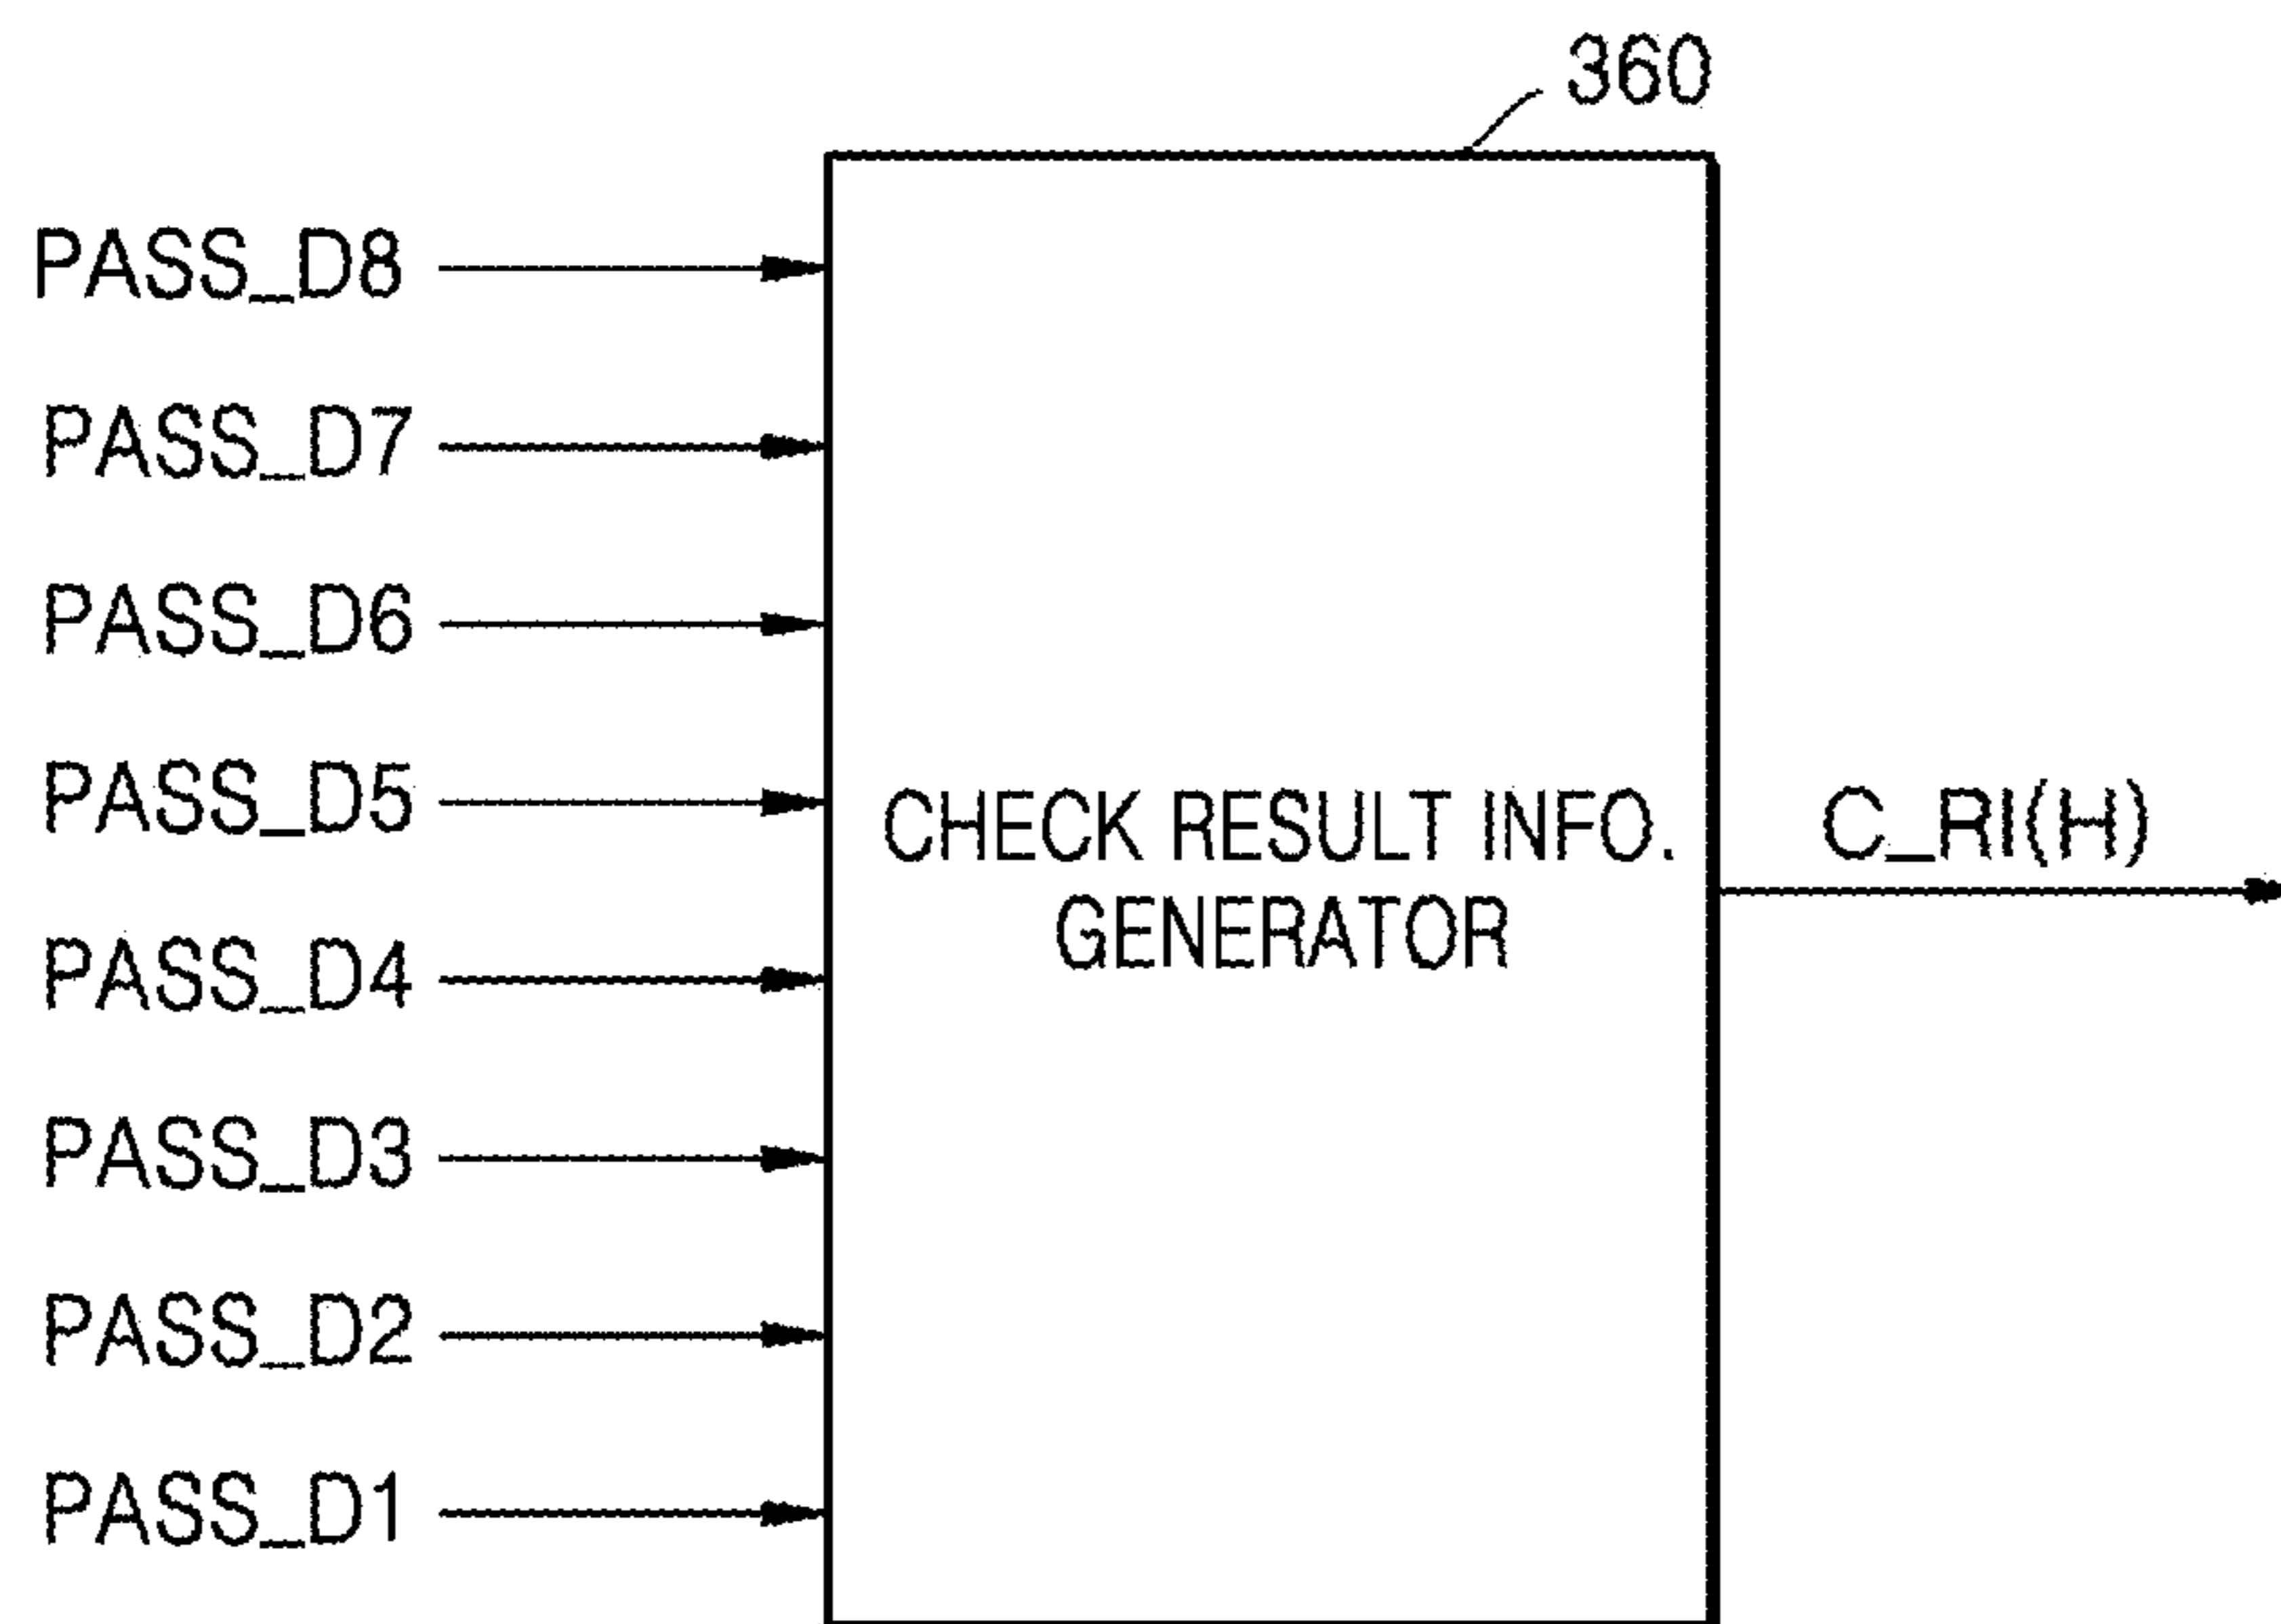 360
PASS_D8
PASS_D7
PASS_D6
PASS_D5
CHECK RESULT INFO.
GENERATOR
C_RI(H)
PASS_D4
PASS_D3
PASS_D2
PASS_D1